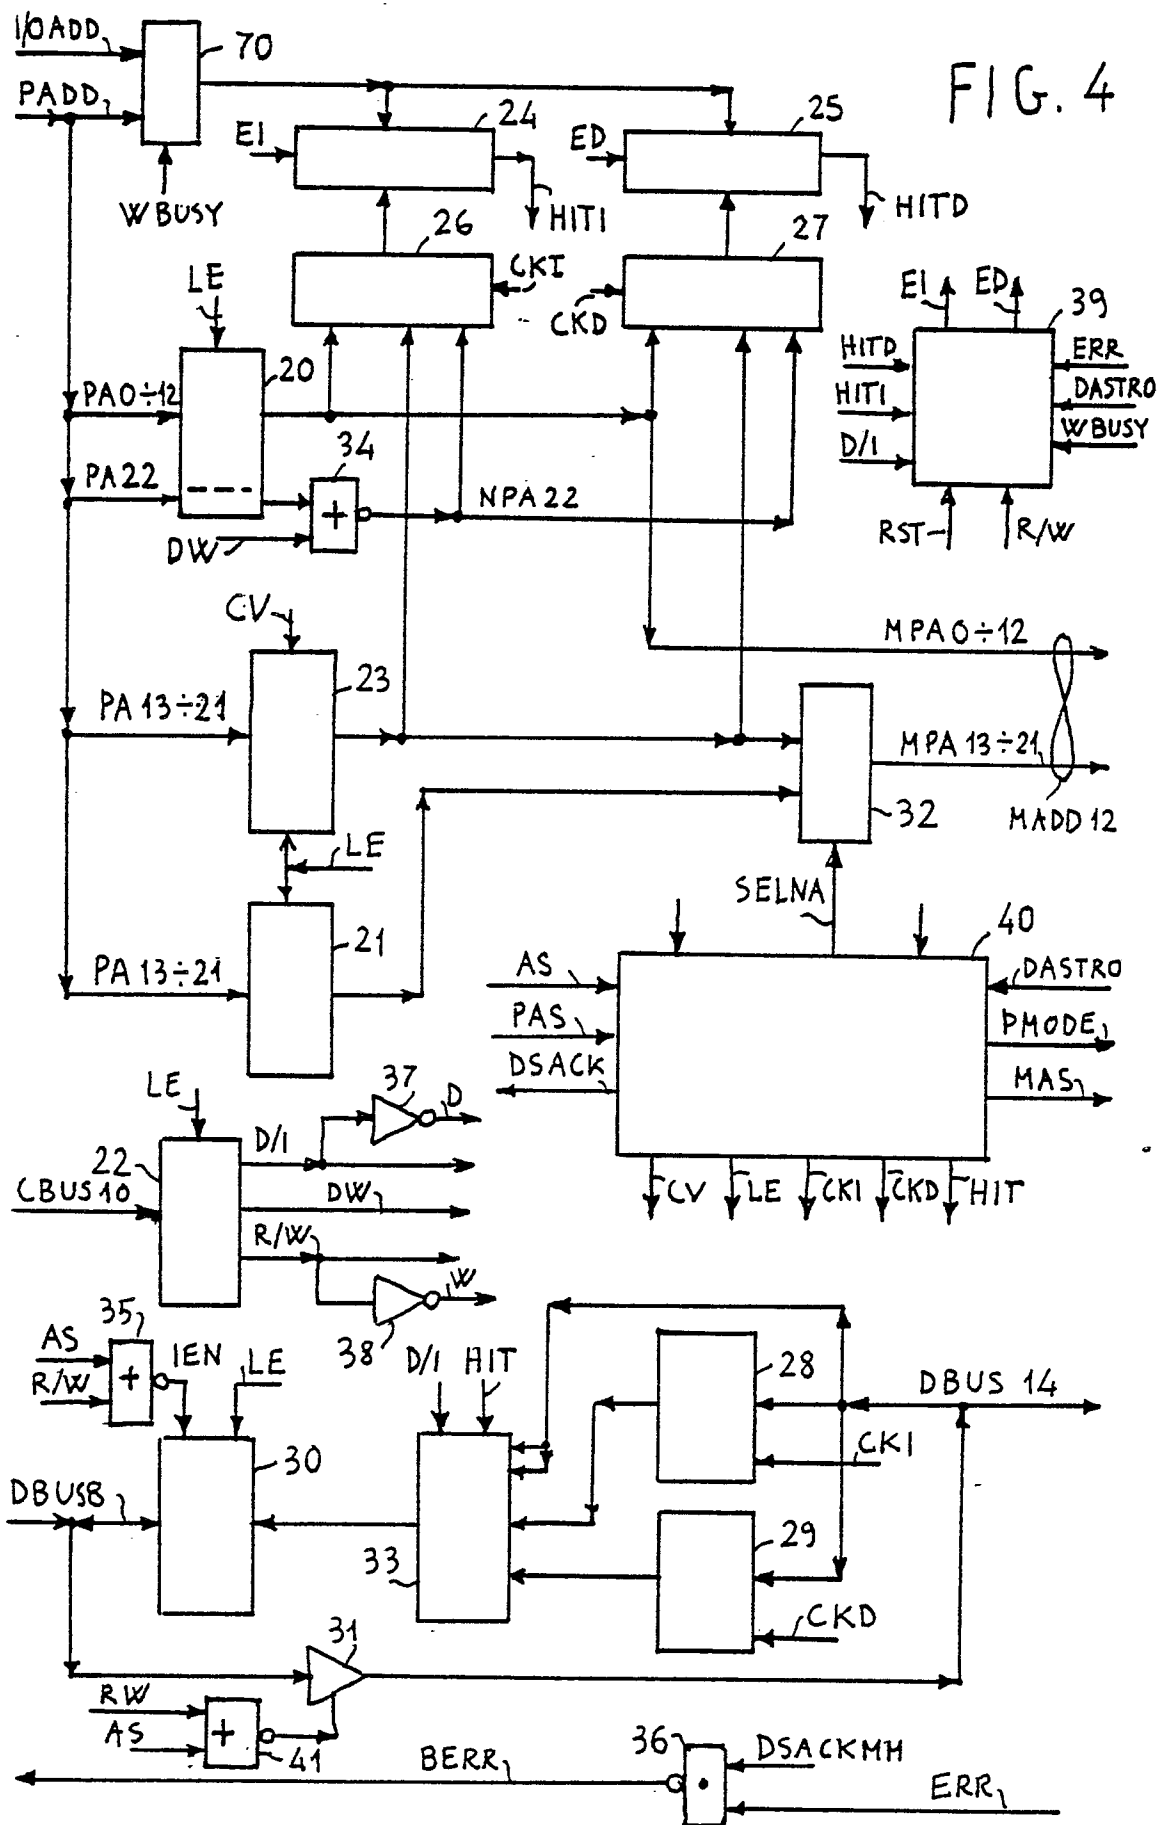 I/OADD
70
PADD
FIG. 4
24
25
EI
ED
WBUSY
HITI
HITD
26
27
CKI
CKD
LE
EI
ED
39
HITD
ERR
HITI
DASTRO
D/I
WBUSY
RST
R/W
20
PA0÷12
34
PA22
NPA22
DW
CV
MPA0÷12
23
PA13÷21
MPA13÷21
32
MADD12
LE
SELNA
21
40
PA13÷21
AS
DASTRO
PAS
PMODE
DSACK
MAS
LE
37
D
D/I
22
CBUS10
DW
CV
LE
CKI
CKD
HIT
R/W
W
38
35
AS
IEN
LE
R/W
D/I
HIT
28
DBUS 14
CKI
30
DBUSB
29
33
CKD
31
RW
AS
41
36
DSACKMM
BERR
ERR